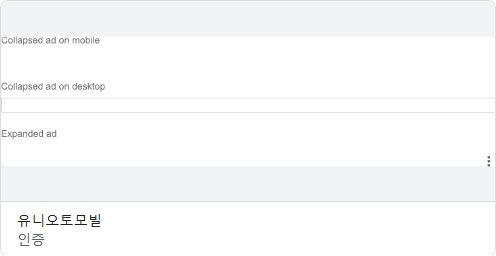 Collapsed ad on mobile
Collapsed ad on desktop
Expanded ad
유니오토모빌
인증